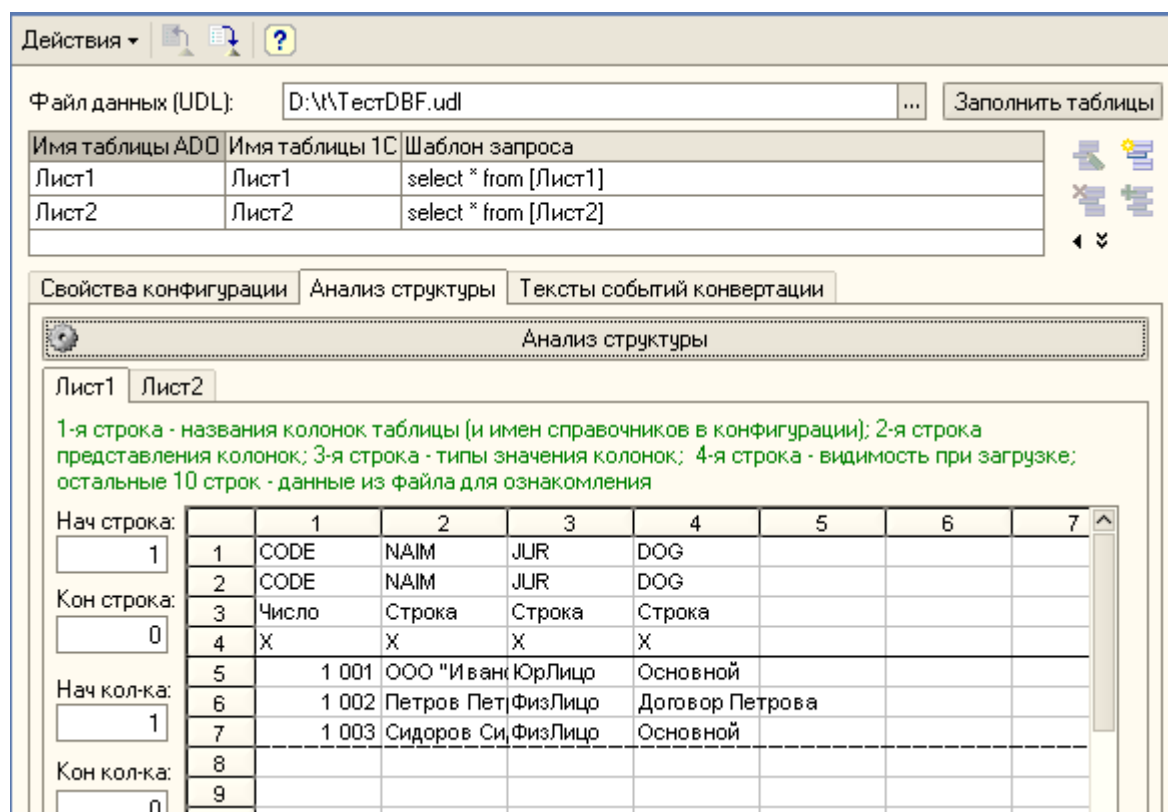 Действия
Файл данных (UDL): D:\t\ТестDBF.udl ... Заполнить таблицы
Имя таблицы ADO Имя таблицы 1С Шаблон запроса
Лист1 Лист1 select * from [Лист1]
Лист2 Лист2 select * from [Лист2]
Свойства конфигурации Анализ структуры Тексты событий конвертации
Анализ структуры
Лист1 Лист2
1-я строка - названия колонок таблицы (и имен справочников в конфигурации); 2-я строка
представления колонок; 3-я строка - типы значения колонок; 4-я строка - видимость при загрузке;
остальные 10 строк - данные из файла для ознакомления
Нач строка: 1 2 3 4 5 6 7
1 1 CODE NAIM JUR DOG
2 CODE NAIM JUR DOG
Кон строка: 3 Число Строка Строка Строка
0 4 X X X X
5 1 001 ООО "Иван ЮрЛицо Основной
Нач кол-ка: 6 1 002 Петров Пет ФизЛицо Договор Петрова
1 7 1 003 Сидоров Си ФизЛицо Основной
Кон кол-ка: 8
0 9